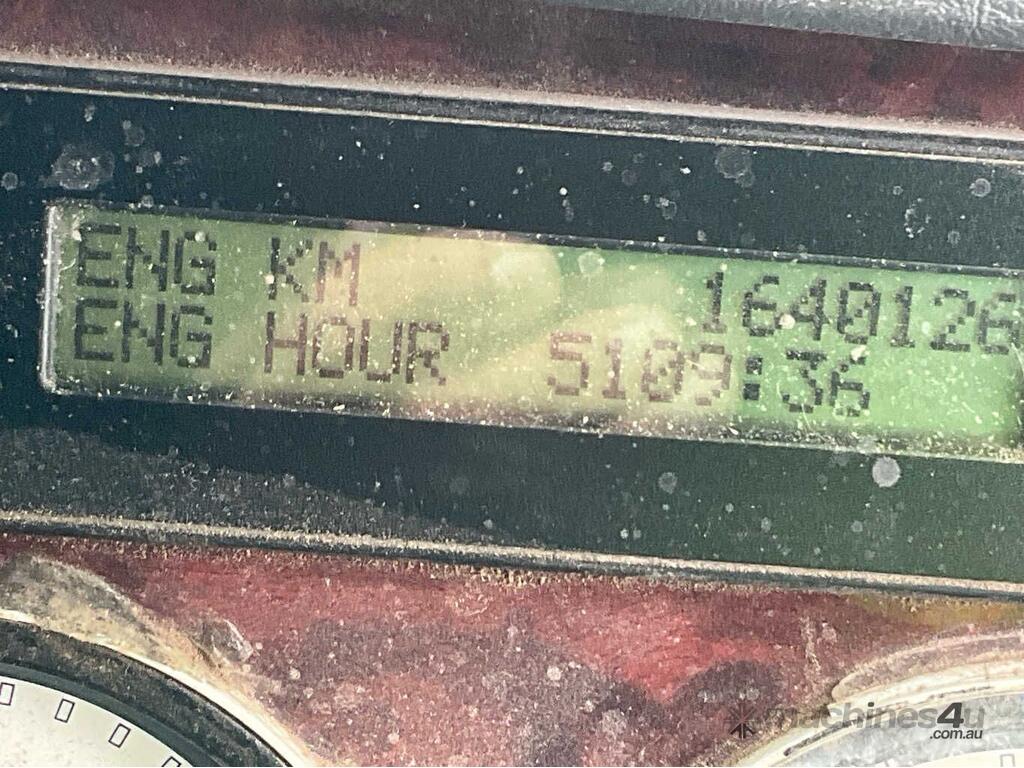 ENG KM 1640126
ENG HOUR 5109:36
machines4u
.com.au